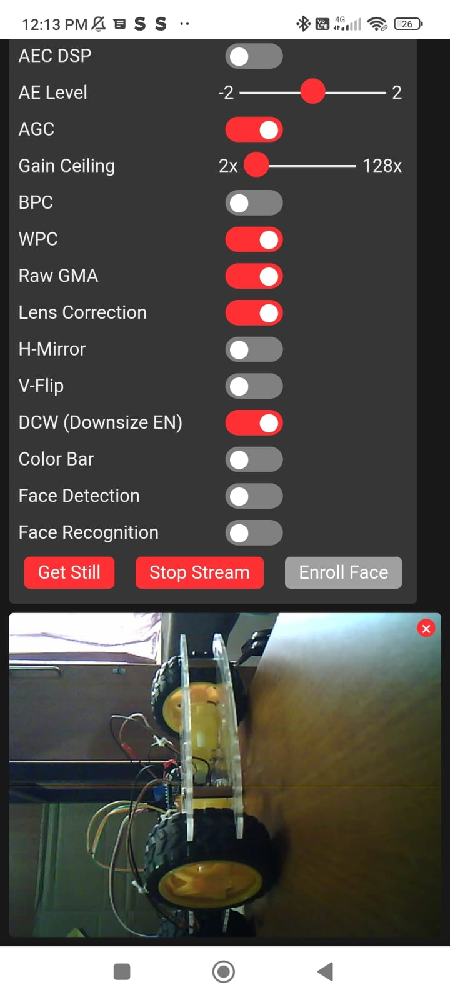 12:13 PM S S
Vo LTE 4G 26
AEC DSP
AE Level -2 2
AGC
Gain Ceiling 2x 128x
BPC
WPC
Raw GMA
Lens Correction
H-Mirror
V-Flip
DCW (Downsize EN)
Color Bar
Face Detection
Face Recognition
Get Still Stop Stream Enroll Face